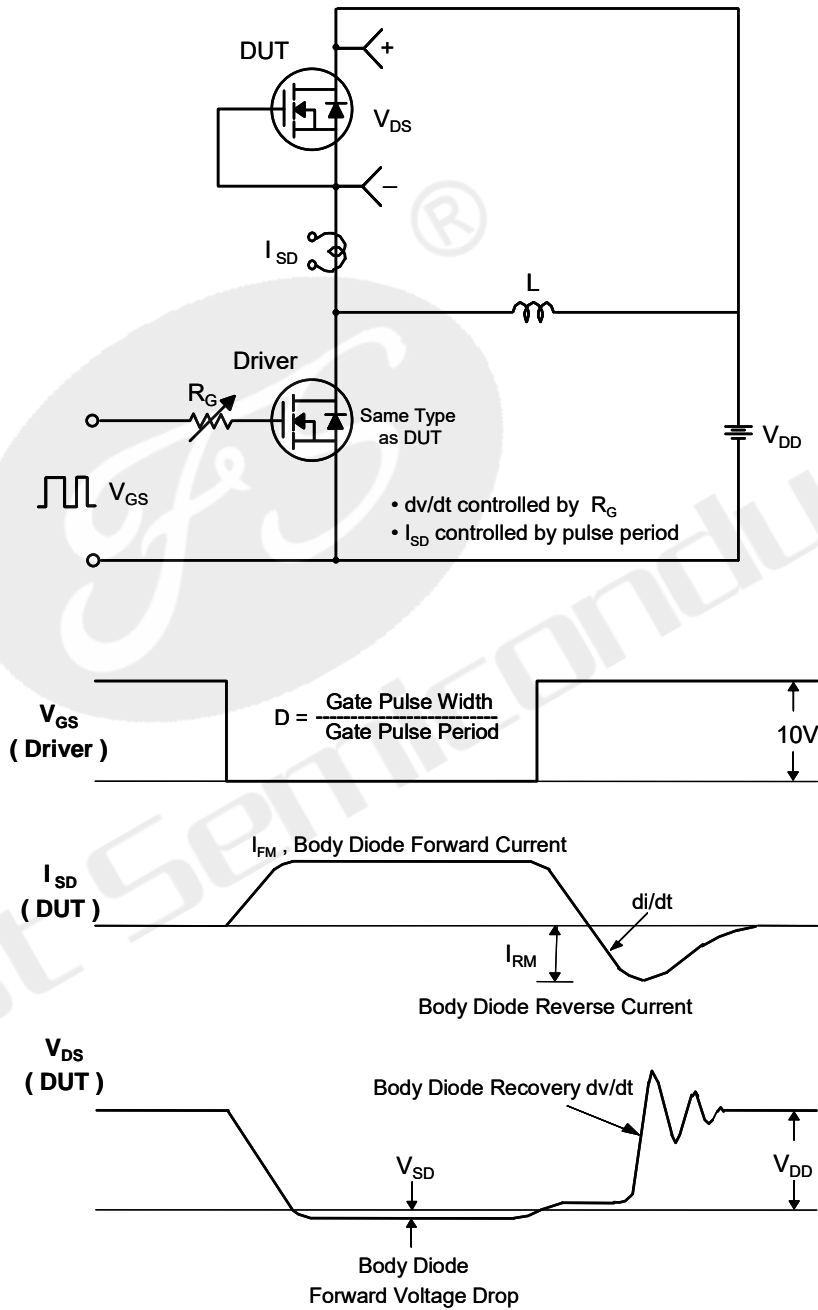 DUT
+
V_DS
–
®
I_SD
L
Driver
R_G
Same Type
as DUT
V_DD
V_GS
• dv/dt controlled by R_G
• I_SD controlled by pulse period
V_GS
( Driver )
D = Gate Pulse Width
Gate Pulse Period
10V
I_FM , Body Diode Forward Current
I_SD
( DUT )
di/dt
I_RM
Body Diode Reverse Current
V_DS
( DUT )
Body Diode Recovery dv/dt
V_SD
V_DD
Body Diode
Forward Voltage Drop